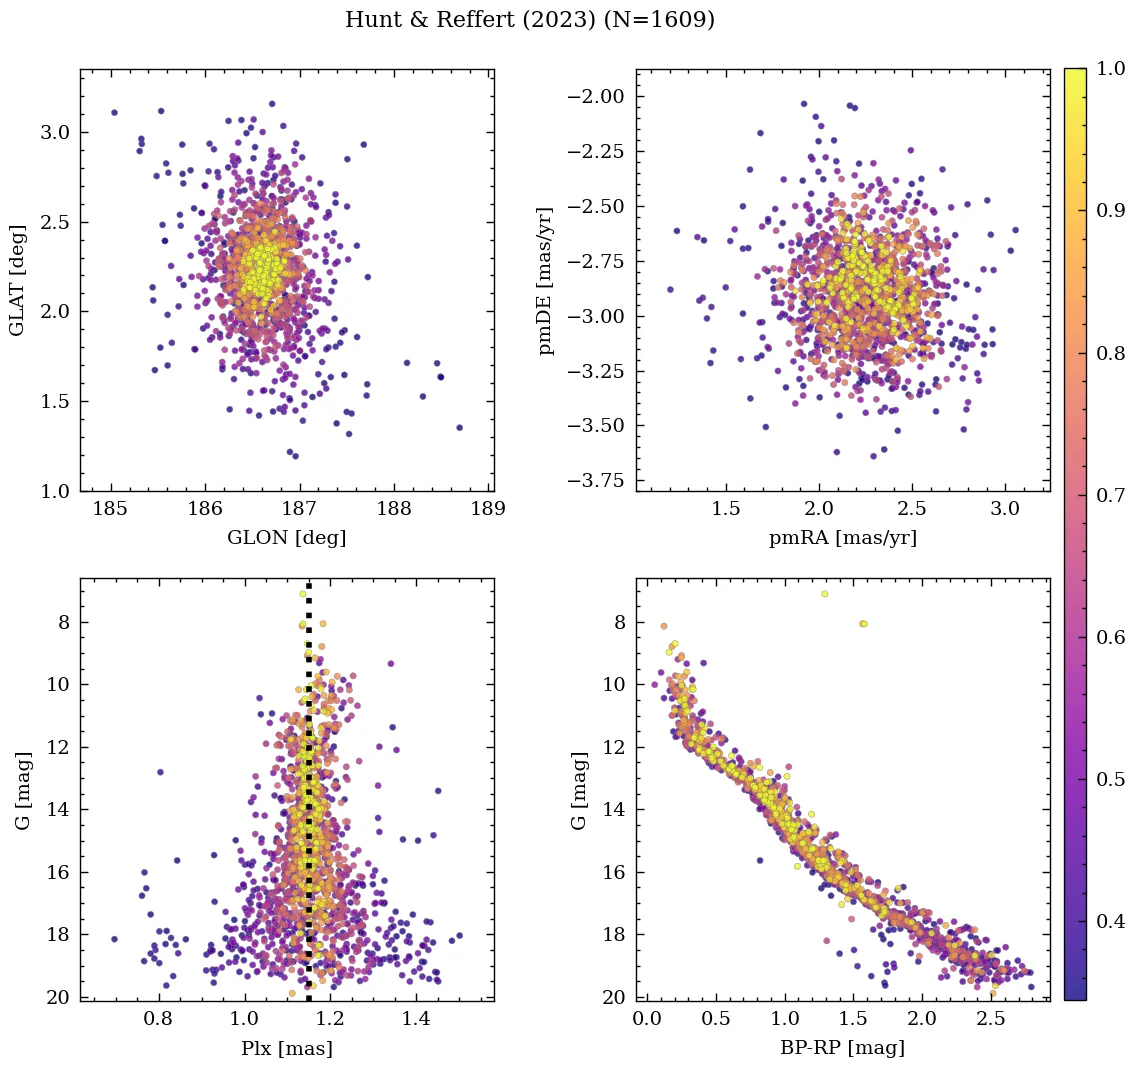 Hunt & Reffert (2023) (N=1609)
3.0
2.5
2.0
1.5
1.0
GLAT [deg]
185 186 187 188 189
GLON [deg]
−2.00
−2.25
−2.50
−2.75
−3.00
−3.25
−3.50
−3.75
pmDE [mas/yr]
1.5 2.0 2.5 3.0
pmRA [mas/yr]
1.0
0.9
0.8
0.7
0.6
0.5
0.4
8
10
12
14
16
18
20
G [mag]
0.8 1.0 1.2 1.4
Plx [mas]
8
10
12
14
16
18
20
G [mag]
0.0 0.5 1.0 1.5 2.0 2.5
BP-RP [mag]